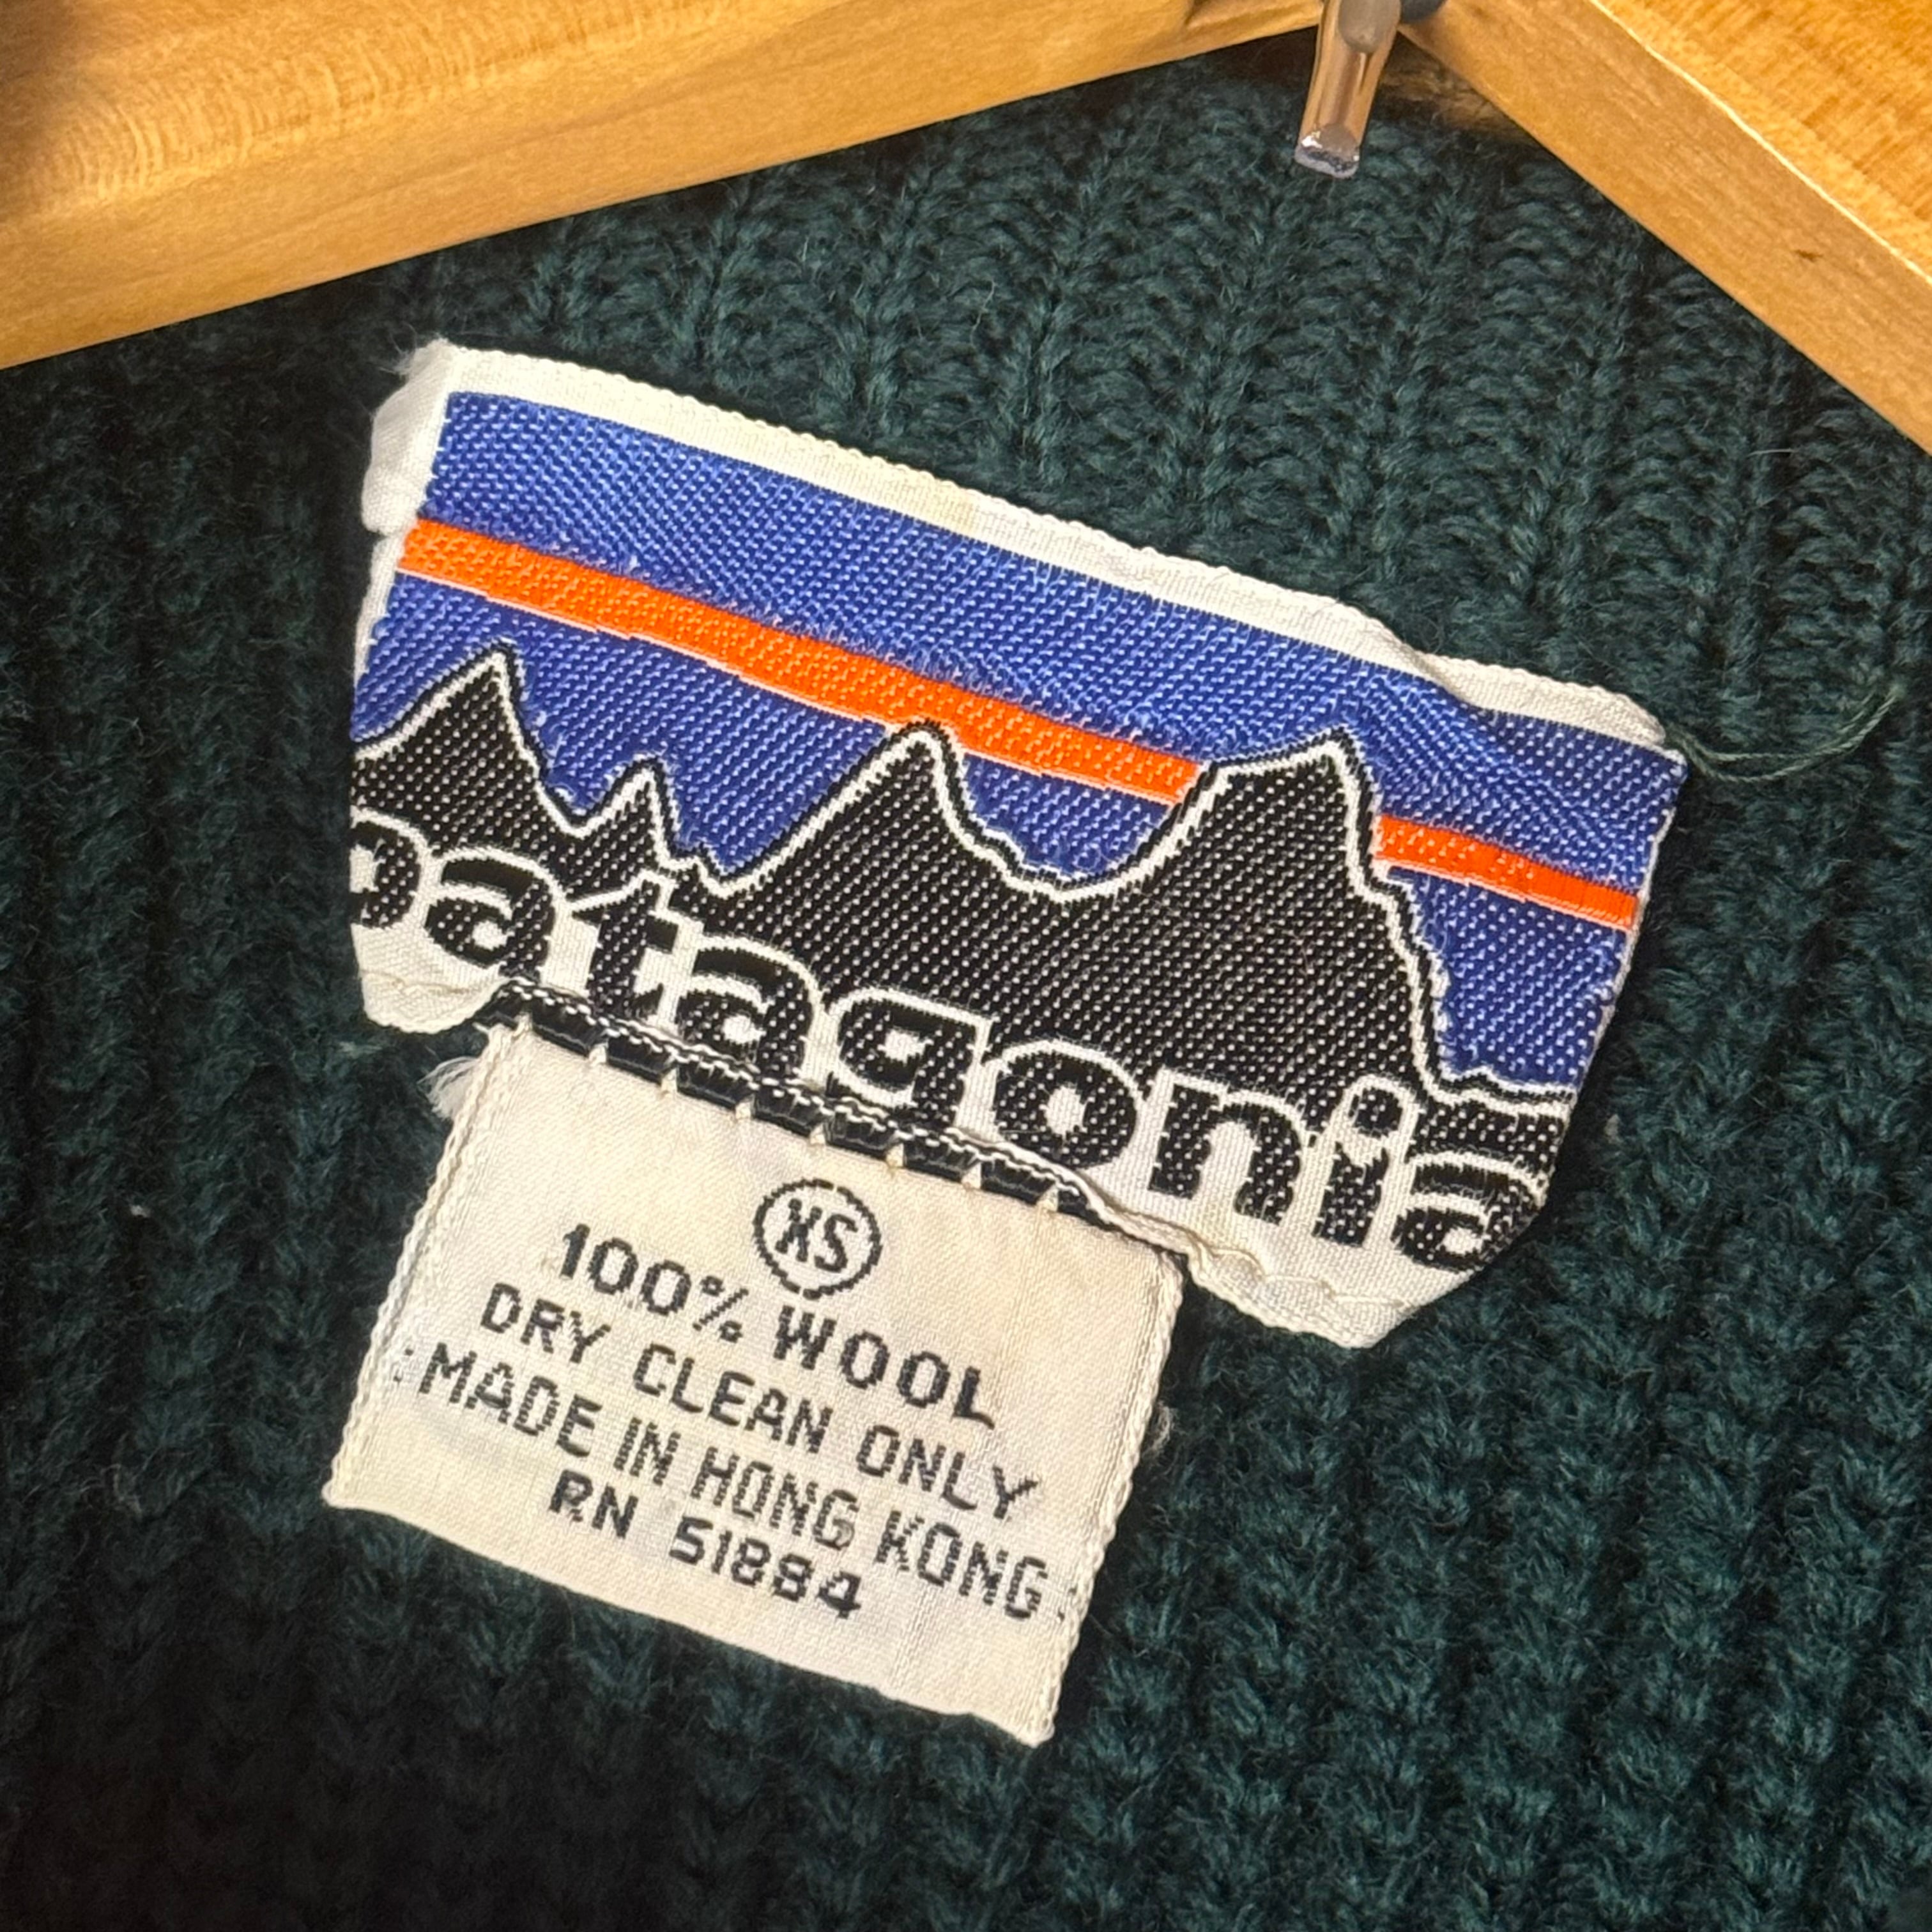 patagonia
XS
100% WOOL
DRY CLEAN ONLY
MADE IN HONG KONG
RN 51884